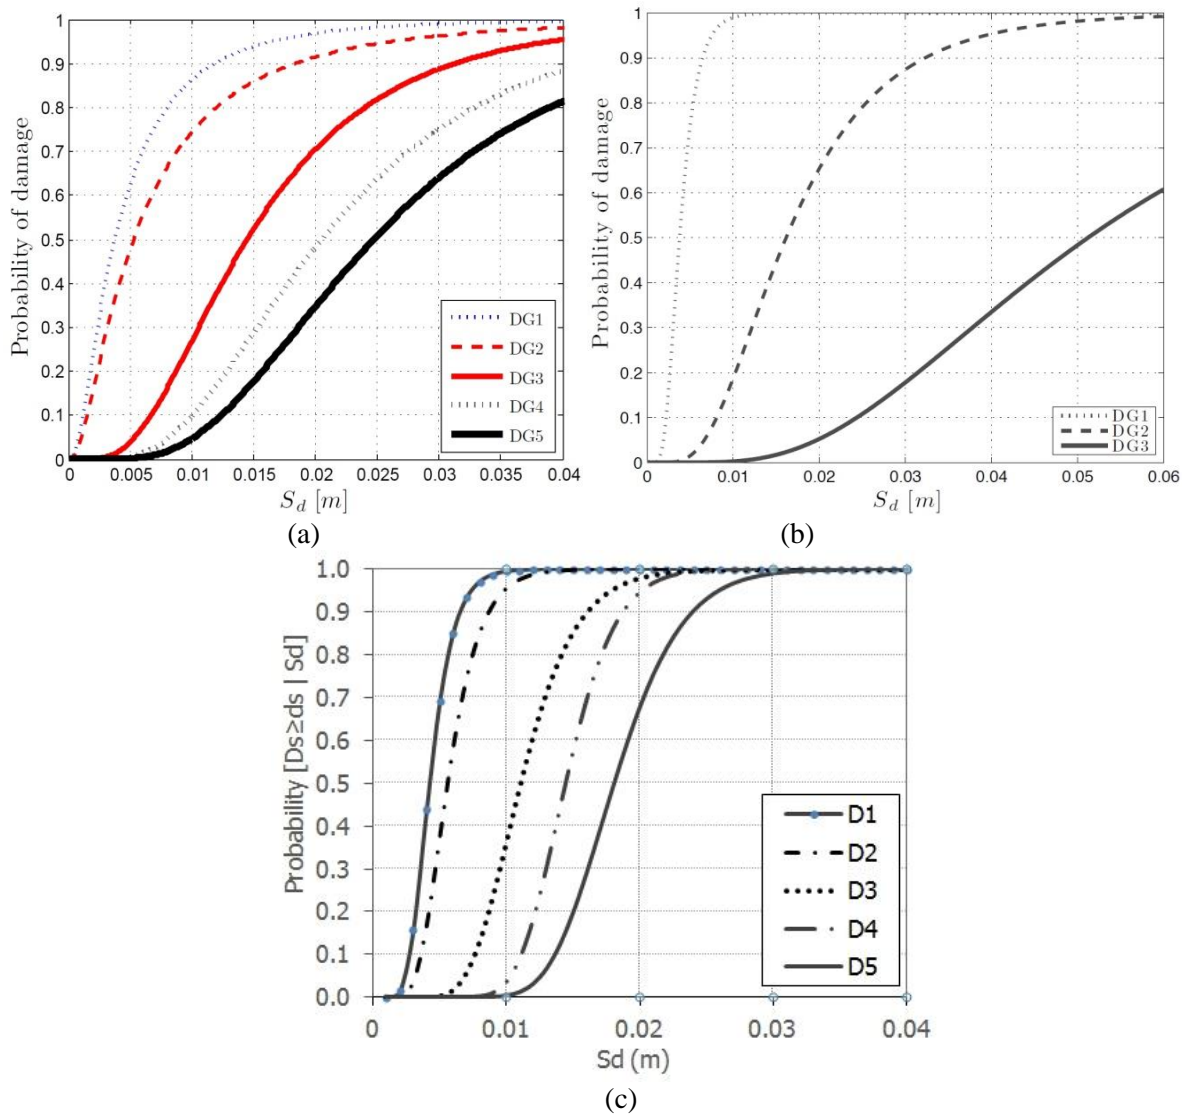 1
0.9
0.8
0.7
0.6
0.5
0.4
0.3
0.2
0.1
0
Probability of damage
0 0.005 0.01 0.015 0.02 0.025 0.03 0.035 0.04
S_d [m]
DG1
DG2
DG3
DG4
DG5
(a)
1
0.9
0.8
0.7
0.6
0.5
0.4
0.3
0.2
0.1
0
Probability of damage
0.01 0.02 0.03 0.04 0.05 0.06
S_d [m]
DG1
DG2
DG3
(b)
1.0
0.9
0.8
0.7
0.6
0.5
0.4
0.3
0.2
0.1
0.0
Probability [Ds≥ds | Sd]
0 0.01 0.02 0.03 0.04
Sd (m)
D1
D2
D3
D4
D5
(c)